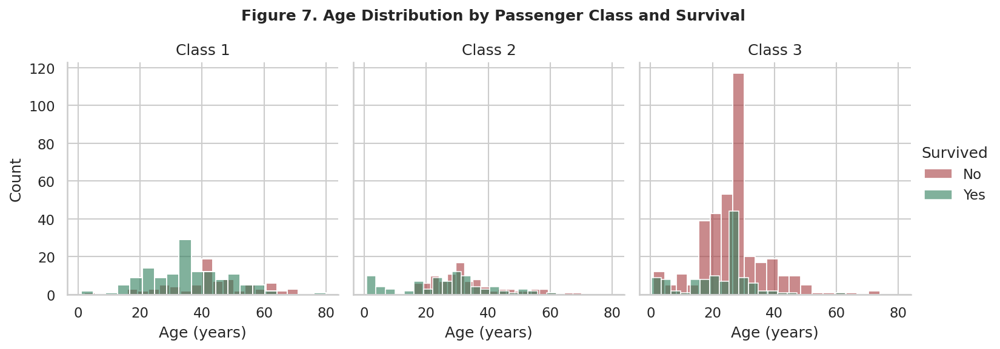 Figure 7. Age Distribution by Passenger Class and Survival
Class 1
Class 2
Class 3
120
100
80
60
40
20
0
Count
0 20 40 60 80
0 20 40 60 80
0 20 40 60 80
Age (years)
Age (years)
Age (years)
Survived
No
Yes